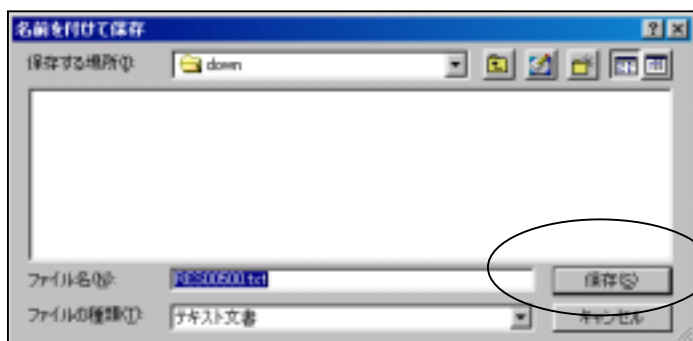 名前を付けて保存
保存する場所(I): down
ファイル名(N): RES00500.txt 保存(S)
ファイルの種類(T): テキスト文書 キャンセル